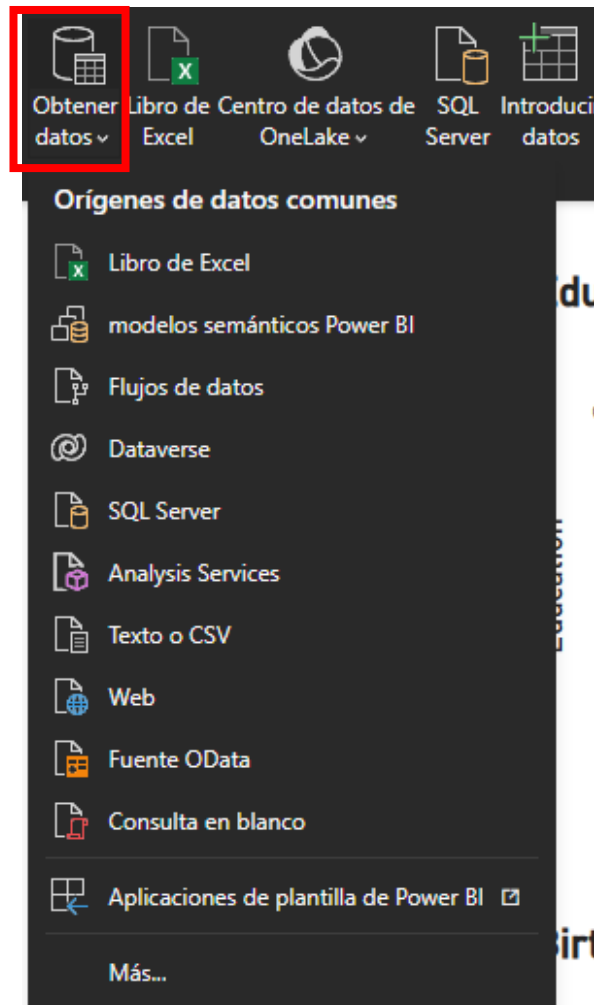 Obtener Libro de Centro de datos de SQL
datos Excel OneLake Server datos
Orígenes de datos comunes
Libro de Excel
modelos semánticos Power BI
Flujos de datos
Dataverse
SQL Server
Analysis Services
Texto o CSV
Education
Web
Fuente OData
Consulta en blanco
Aplicaciones de plantilla de Power BI
Más...